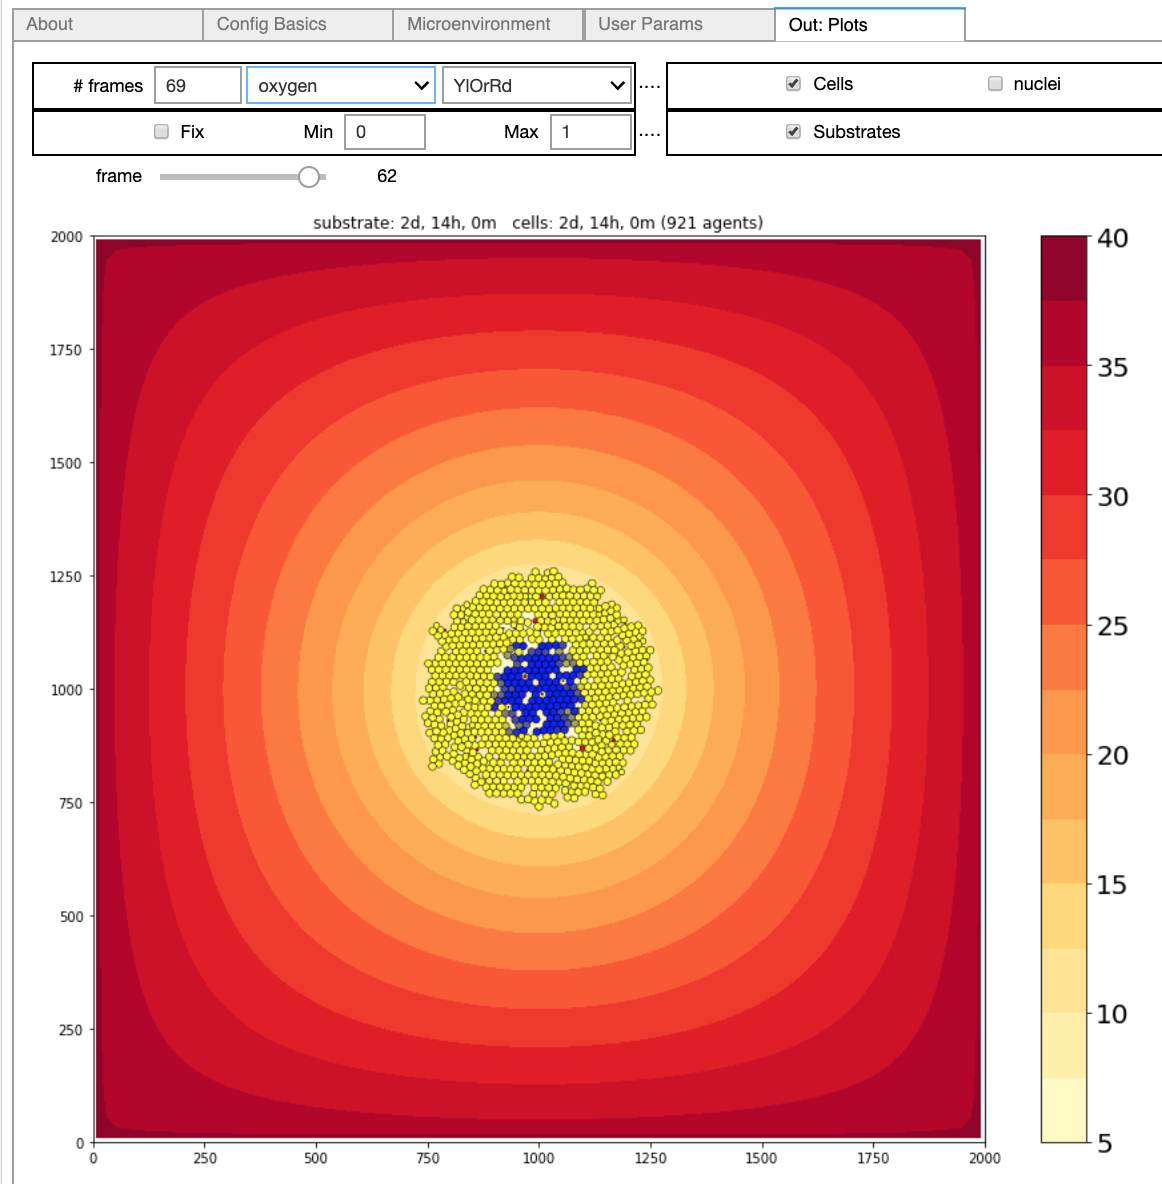 About Config Basics Microenvironment User Params Out: Plots
# frames 69 oxygen YlOrRd .... Cells nuclei
Fix Min 0 Max 1 .... Substrates
frame 62
substrate: 2d, 14h, 0m cells: 2d, 14h, 0m (921 agents)
2000
1750
1500
1250
1000
750
500
250
0
0 250 500 750 1000 1250 1500 1750 2000
40
35
30
25
20
15
10
5